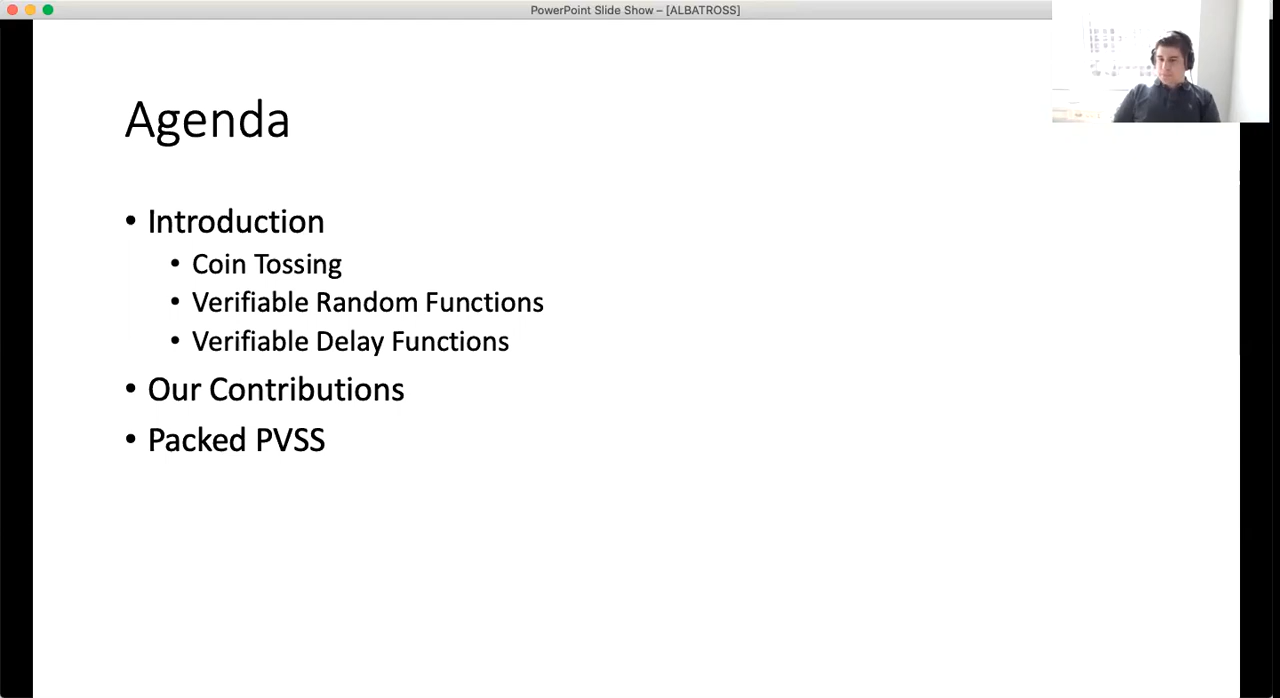 PowerPoint Slide Show – [ALBATROSS]
Agenda
• Introduction
• Coin Tossing
• Verifiable Random Functions
• Verifiable Delay Functions
• Our Contributions
• Packed PVSS